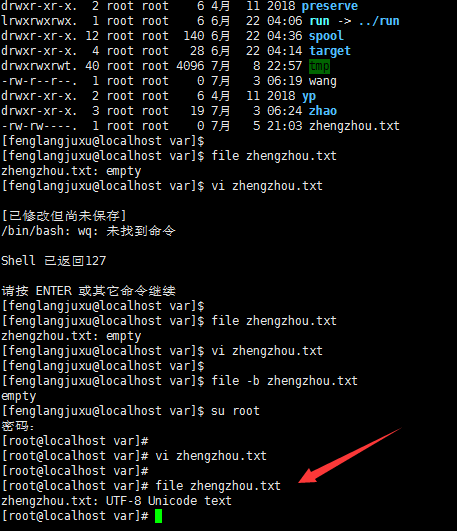 drwxr-xr-x. 2 root root 6 4月 11 2018 preserve
lrwxrwxrwx. 1 root root 6 6月 22 04:06 run -> ../run
drwxr-xr-x. 12 root root 140 6月 22 04:36 spool
drwxr-xr-x. 4 root root 28 6月 22 04:14 target
drwxrwxrwt. 40 root root 4096 7月 8 22:57 tmp
-rw-r--r--. 1 root root 0 7月 3 06:19 wang
drwxr-xr-x. 2 root root 6 4月 11 2018 yp
drwxr-xr-x. 3 root root 19 7月 3 06:24 zhao
-rw-rw----. 1 root root 0 7月 5 21:03 zhengzhou.txt
[fenglangjuxu@localhost var]$
[fenglangjuxu@localhost var]$ file zhengzhou.txt
zhengzhou.txt: empty
[fenglangjuxu@localhost var]$ vi zhengzhou.txt
[已修改但尚未保存]
/bin/bash: wq: 未找到命令
Shell 已返回127
请按 ENTER 或其它命令继续
[fenglangjuxu@localhost var]$
[fenglangjuxu@localhost var]$ file zhengzhou.txt
zhengzhou.txt: empty
[fenglangjuxu@localhost var]$ vi zhengzhou.txt
[fenglangjuxu@localhost var]$
[fenglangjuxu@localhost var]$ file -b zhengzhou.txt
empty
[fenglangjuxu@localhost var]$ su root
密码：
[root@localhost var]#
[root@localhost var]# vi zhengzhou.txt
[root@localhost var]#
[root@localhost var]# file zhengzhou.txt
zhengzhou.txt: UTF-8 Unicode text
[root@localhost var]#